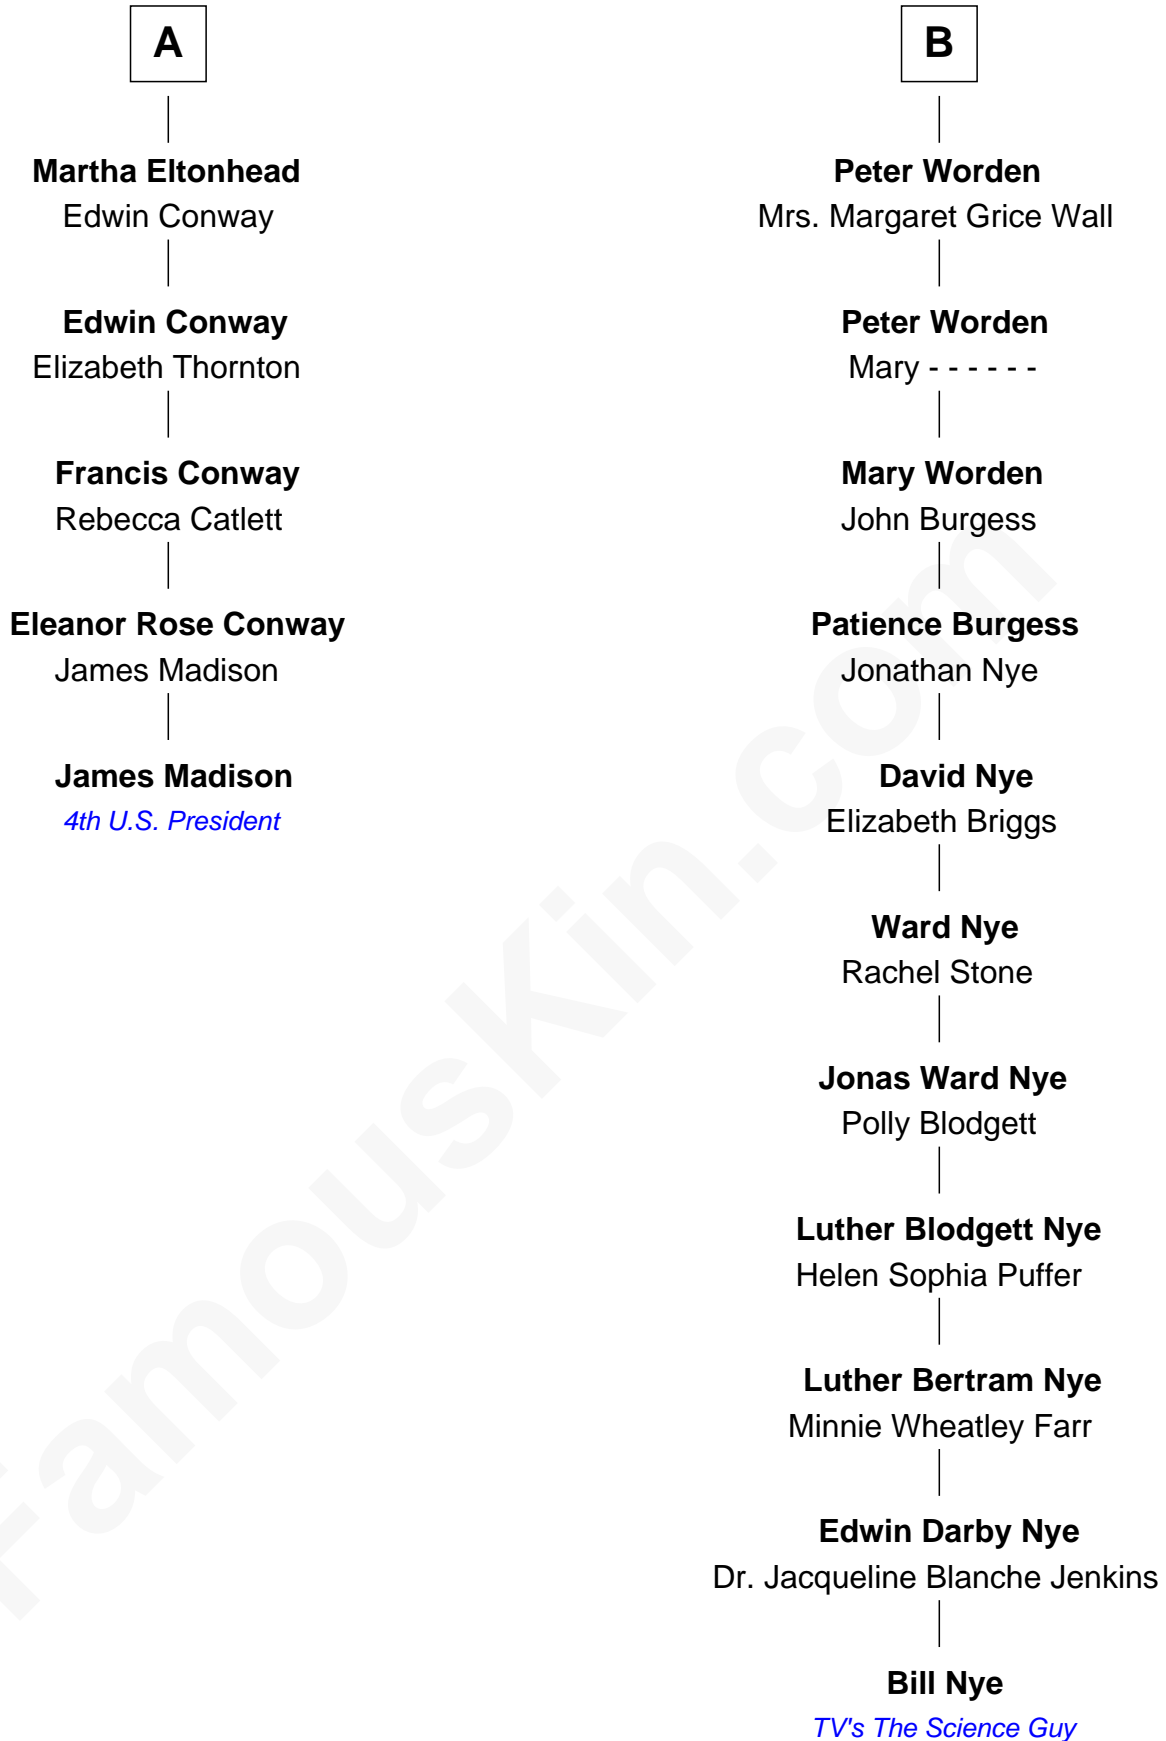 A
Martha Eltonhead
Edwin Conway
Edwin Conway
Elizabeth Thornton
Francis Conway
Rebecca Catlett
Eleanor Rose Conway
James Madison
James Madison
4th U.S. President
B
Peter Worden
Mrs. Margaret Grice Wall
Peter Worden
Mary - - - - - -
Mary Worden
John Burgess
Patience Burgess
Jonathan Nye
David Nye
Elizabeth Briggs
Ward Nye
Rachel Stone
Jonas Ward Nye
Polly Blodgett
Luther Blodgett Nye
Helen Sophia Puffer
Luther Bertram Nye
Minnie Wheatley Farr
Edwin Darby Nye
Dr. Jacqueline Blanche Jenkins
Bill Nye
TV's The Science Guy
FamousKin.com